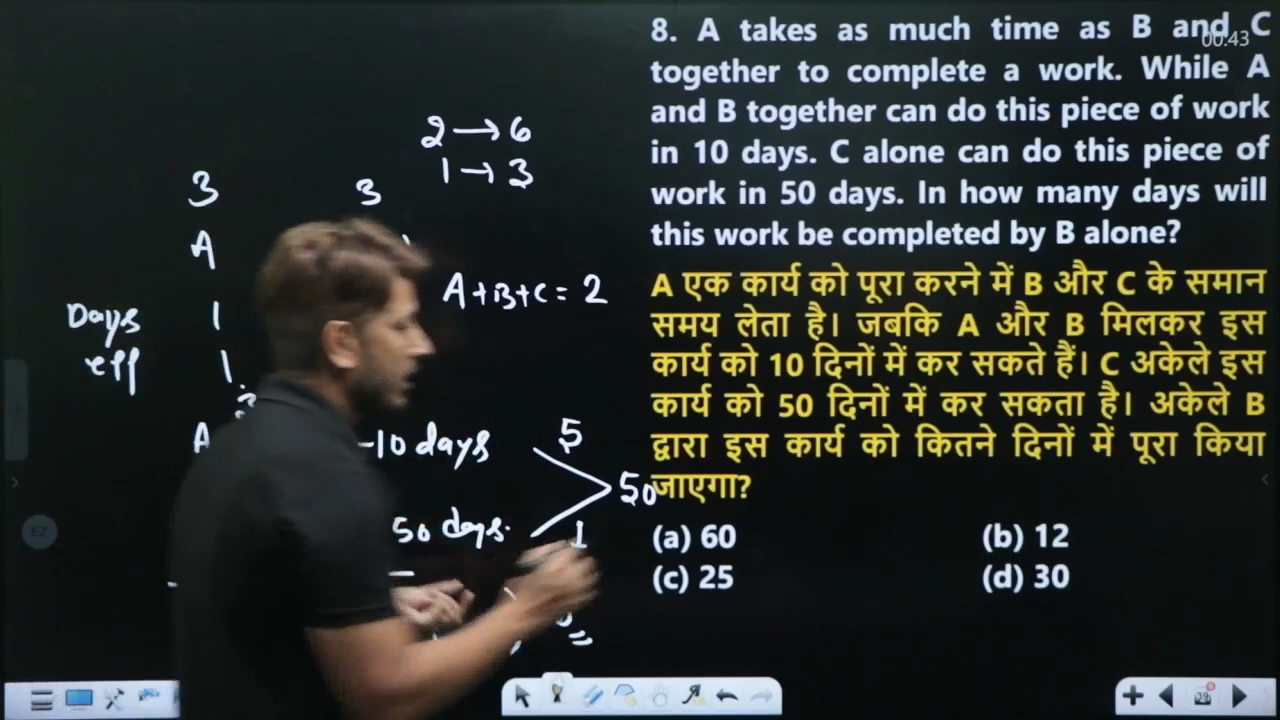 8. A takes as much time as B and C
00:43
together to complete a work. While A
and B together can do this piece of work
in 10 days. C alone can do this piece of
work in 50 days. In how many days will
this work be completed by B alone?
A एक कार्य को पूरा करने में B और C के समान
समय लेता है। जबकि A और B मिलकर इस
कार्य को 10 दिनों में कर सकते हैं। C अकेले इस
कार्य को 50 दिनों में कर सकता है। अकेले B
द्वारा इस कार्य को कितने दिनों में पूरा किया
जाएगा?
(a) 60 (b) 12
(c) 25 (d) 30
2 → 6
1 → 3
3 3
A
A+B+C = 2
Days 1
eff 1
A -10 days 5
50
50 days. 1
EZ
39